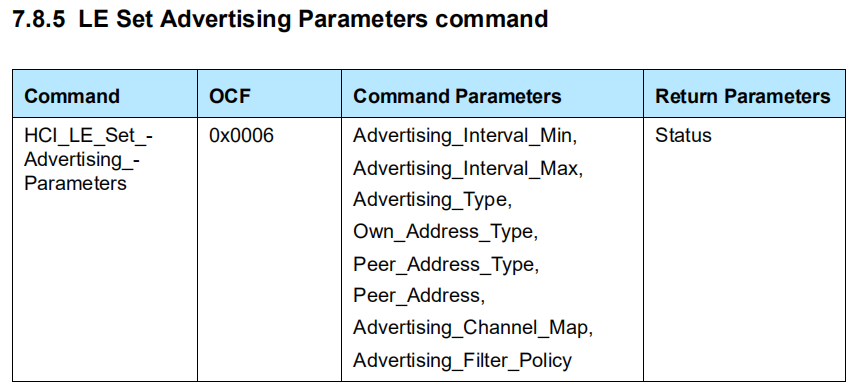 7.8.5 LE Set Advertising Parameters command
Command OCF Command Parameters Return Parameters
HCI_LE_Set_- 0x0006 Advertising_Interval_Min, Status
Advertising_- Advertising_Interval_Max,
Parameters Advertising_Type,
Own_Address_Type,
Peer_Address_Type,
Peer_Address,
Advertising_Channel_Map,
Advertising_Filter_Policy